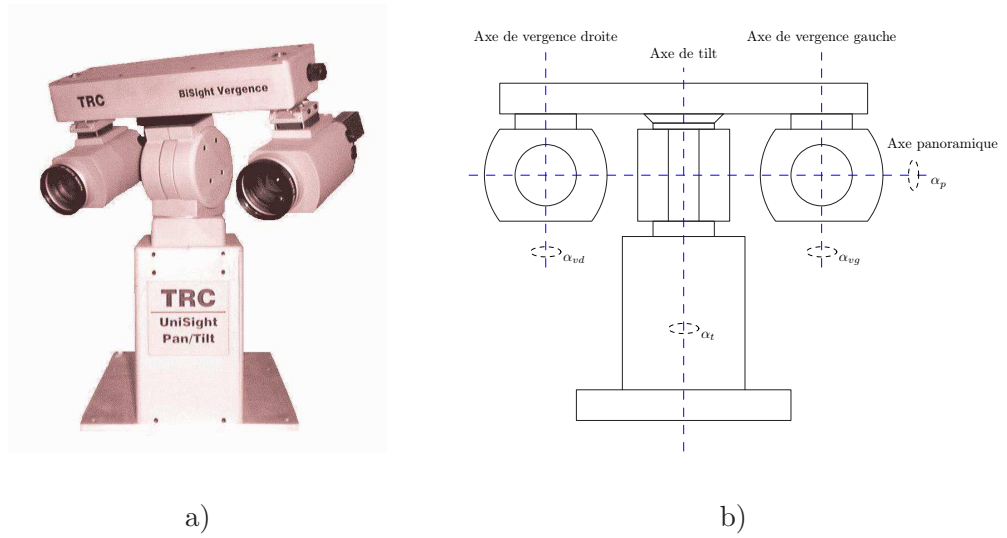 TRC
BiSight Vergence
TRC
UniSight
Pan/Tilt
a)
Axe de vergence droite
Axe de tilt
Axe de vergence gauche
Axe panoramique
α_p
α_vd
α_vg
α_t
b)